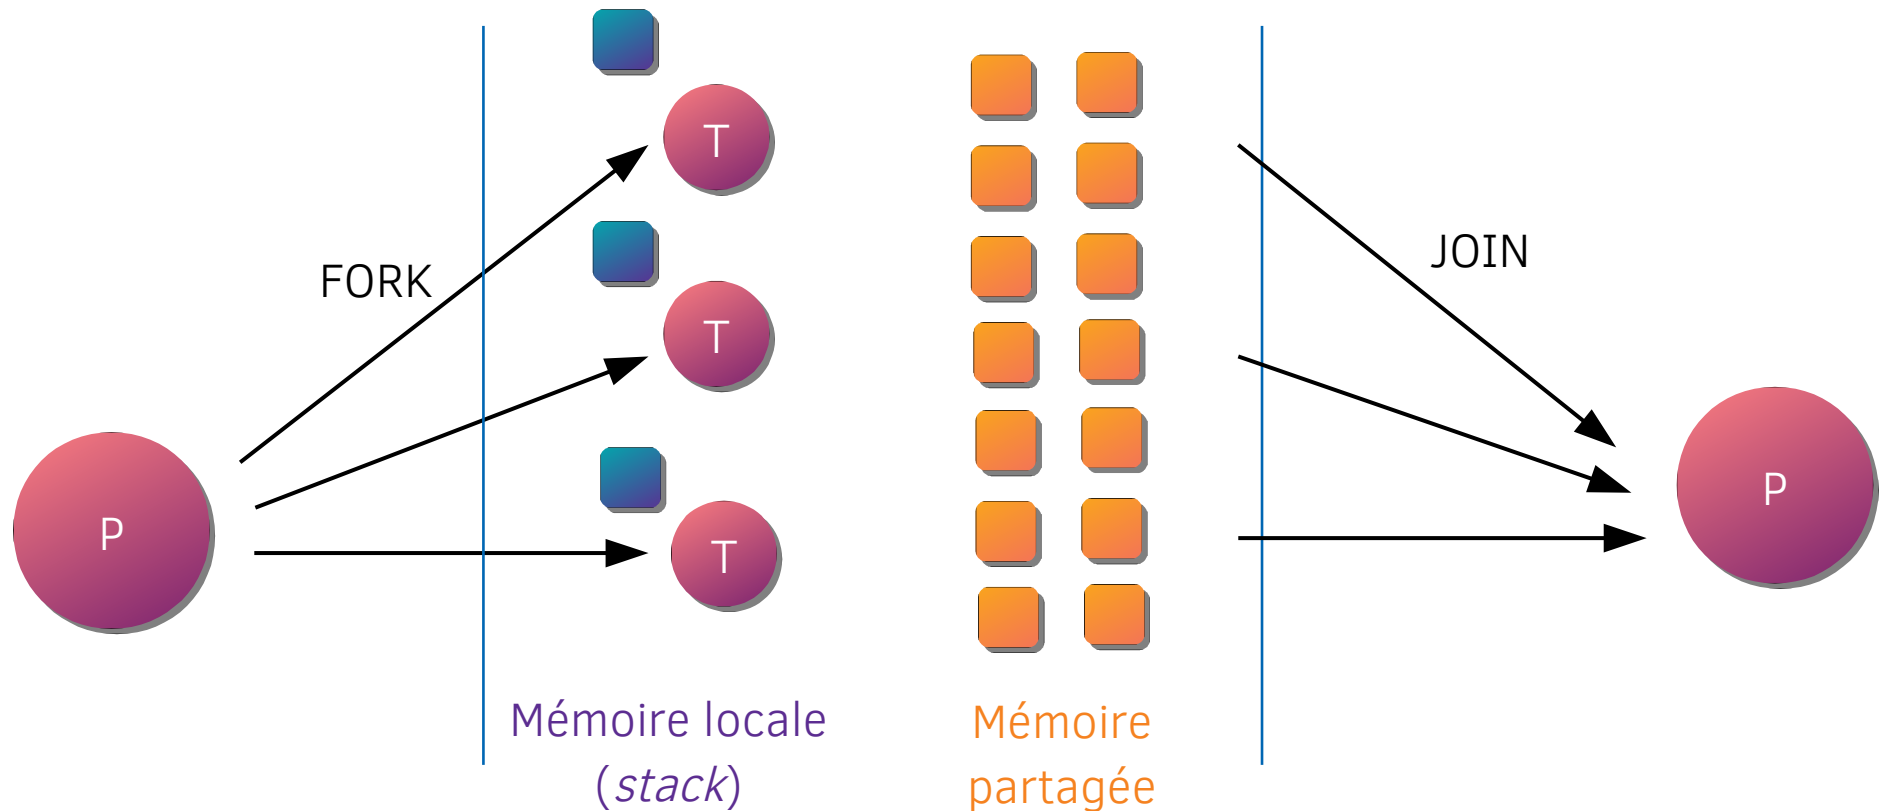 T
FORK
T
P
T
JOIN
P
Mémoire locale
(stack)
Mémoire
partagée